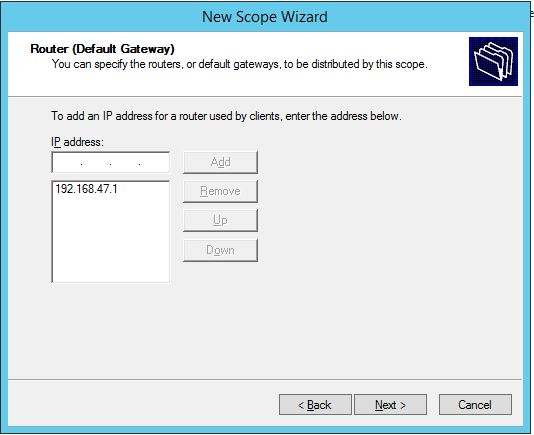 New Scope Wizard
Router (Default Gateway)
You can specify the routers, or default gateways, to be distributed by this scope.
To add an IP address for a router used by clients, enter the address below.
IP address:
. . .
Add
192.168.47.1
Remove
Up
Down
< Back
Next >
Cancel